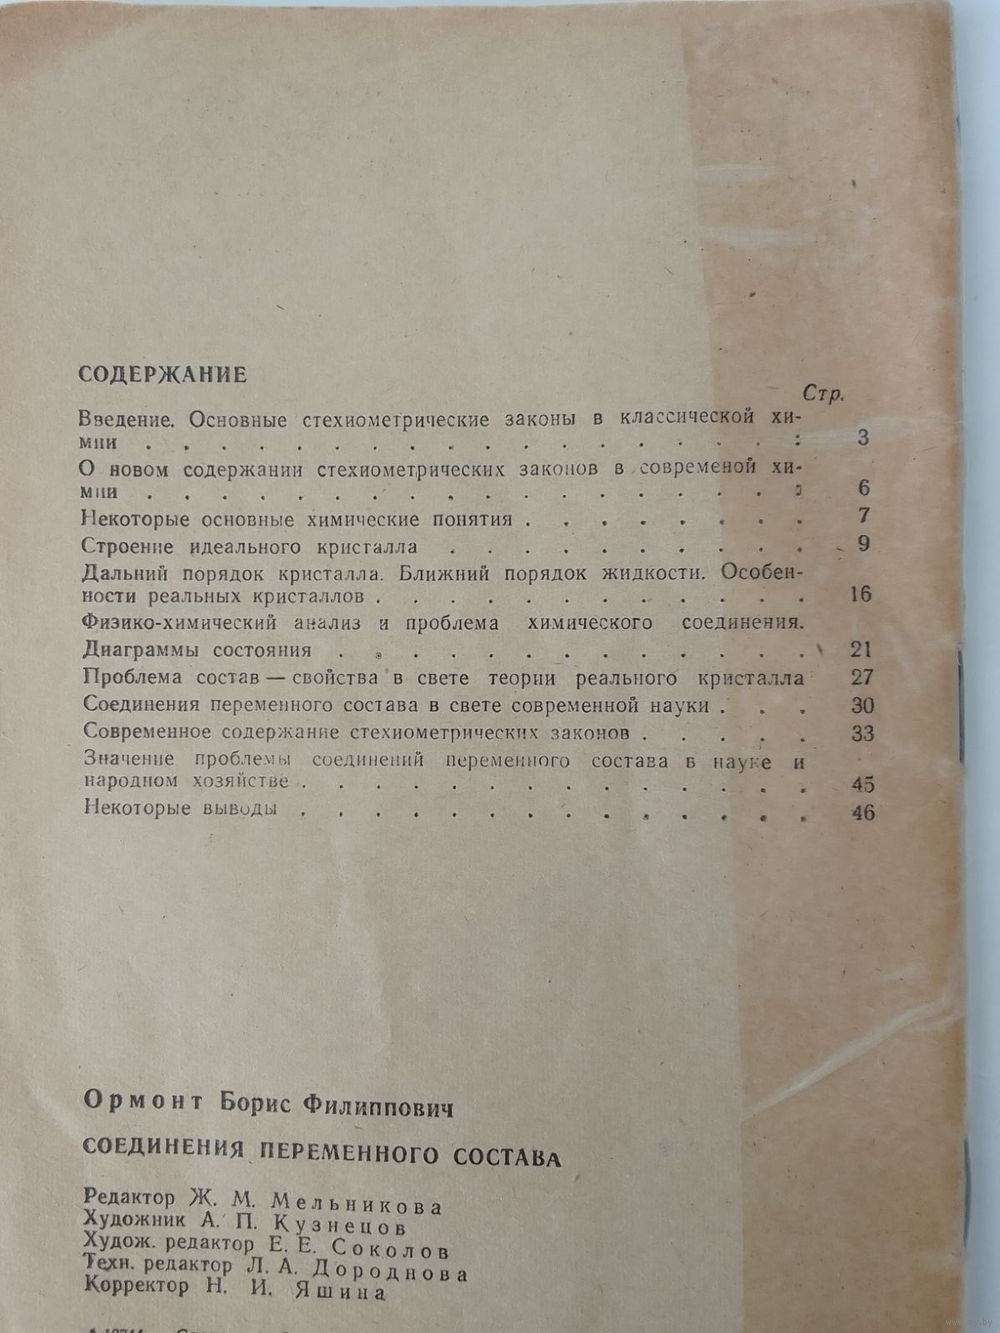 СОДЕРЖАНИЕ
Стр.
Введение. Основные стехиометрические законы в классической хи-
мии . . . . . . . . . . . . . . . . . . 3
О новом содержании стехиометрических законов в современой хи-
мии . . . . . . . . . . . . . . . . . . 6
Некоторые основные химические понятия . . . . . . . . 7
Строение идеального кристалла . . . . . . . . . . 9
Дальний порядок кристалла. Ближний порядок жидкости. Особен-
ности реальных кристаллов . . . . . . . . . . . . 16
Физико-химический анализ и проблема химического соединения.
Диаграммы состояния . . . . . . . . . . . . . 21
Проблема состав — свойства в свете теории реального кристалла 27
Соединения переменного состава в свете современной науки . . . 30
Современное содержание стехиометрических законов . . . . . 33
Значение проблемы соединений переменного состава в науке и
народном хозяйстве . . . . . . . . . . . . . . 45
Некоторые выводы . . . . . . . . . . . . . . 46
Ормонт Борис Филиппович
СОЕДИНЕНИЯ ПЕРЕМЕННОГО СОСТАВА
Редактор Ж. М. Мельникова
Художник А. П. Кузнецов
Худож. редактор Е. Е. Соколов
Техн. редактор Л. А. Дороднова
Корректор Н. И. Яшина